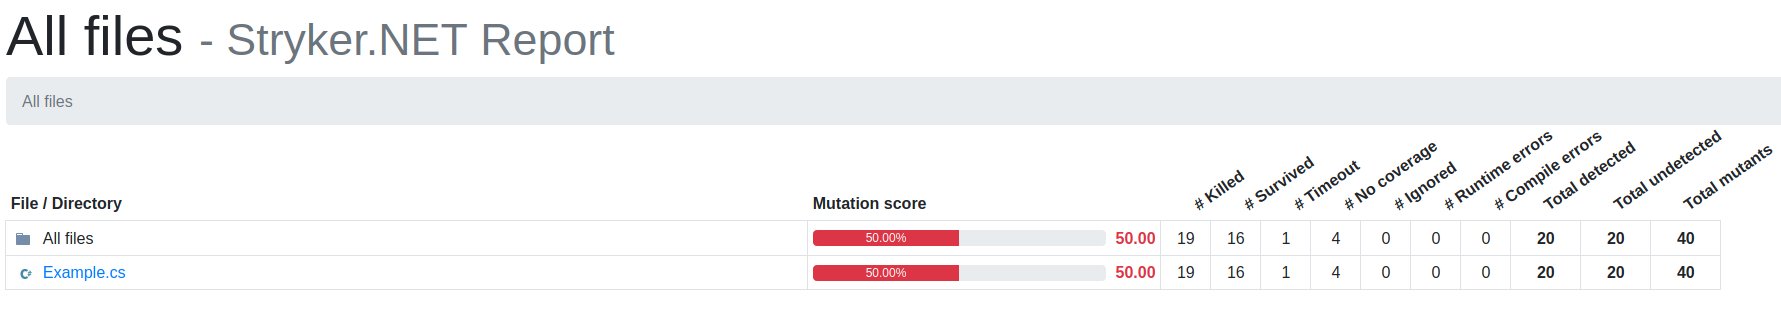 All files - Stryker.NET Report
All files
File / Directory Mutation score # Killed # Survived # Timeout # No coverage # Ignored # Runtime errors # Compile errors Total detected Total undetected Total mutants
All files 50.00% 50.00 19 16 1 4 0 0 0 20 20 40
C# Example.cs 50.00% 50.00 19 16 1 4 0 0 0 20 20 40